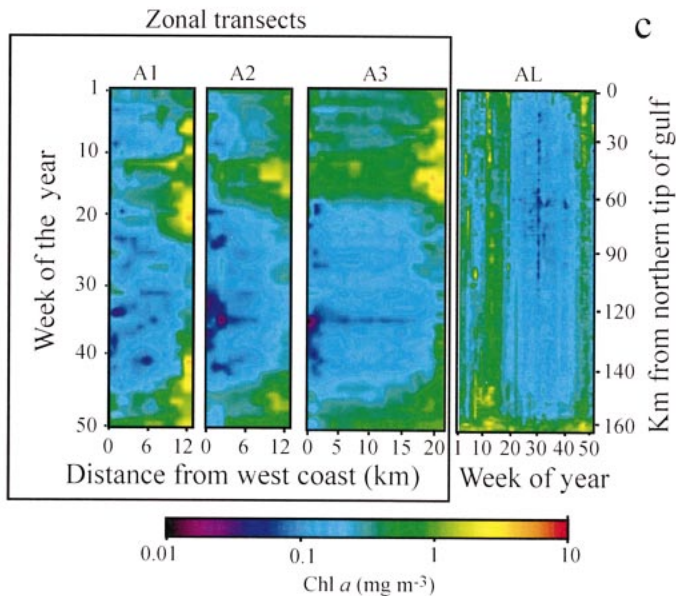 Zonal transects
c
A1 A2 A3 AL
1
10
20
30
40
50
Week of the year
0 6 12 0 6 12 0 5 10 15 20
Distance from west coast (km)
0
30
60
90
120
140
160
Km from northern tip of gulf
1 10 20 30 40 50
Week of year
0.01 0.1 1 10
Chl a (mg m-3)